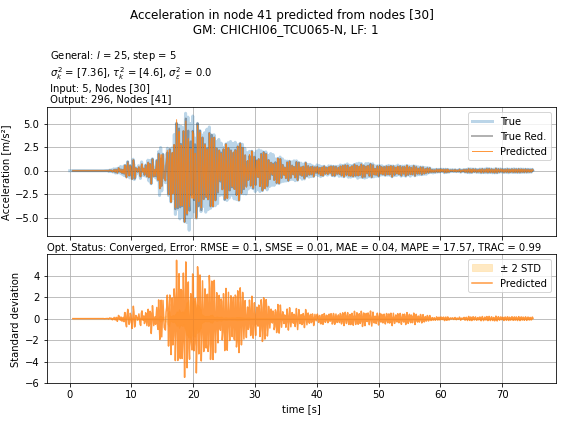 Acceleration in node 41 predicted from nodes [30]
GM: CHICHI06_TCU065-N, LF: 1
General: l = 25, step = 5
σ²ₖ = [7.36], τ²ₖ = [4.6], σ²ε = 0.0
Input: 5, Nodes [30]
Output: 296, Nodes [41]
Acceleration [m/s²]
5.0
2.5
0.0
−2.5
−5.0
True
True Red.
Predicted
Opt. Status: Converged, Error: RMSE = 0.1, SMSE = 0.01, MAE = 0.04, MAPE = 17.57, TRAC = 0.99
Standard deviation
4
2
0
−2
−4
−6
± 2 STD
Predicted
0 10 20 30 40 50 60 70
time [s]